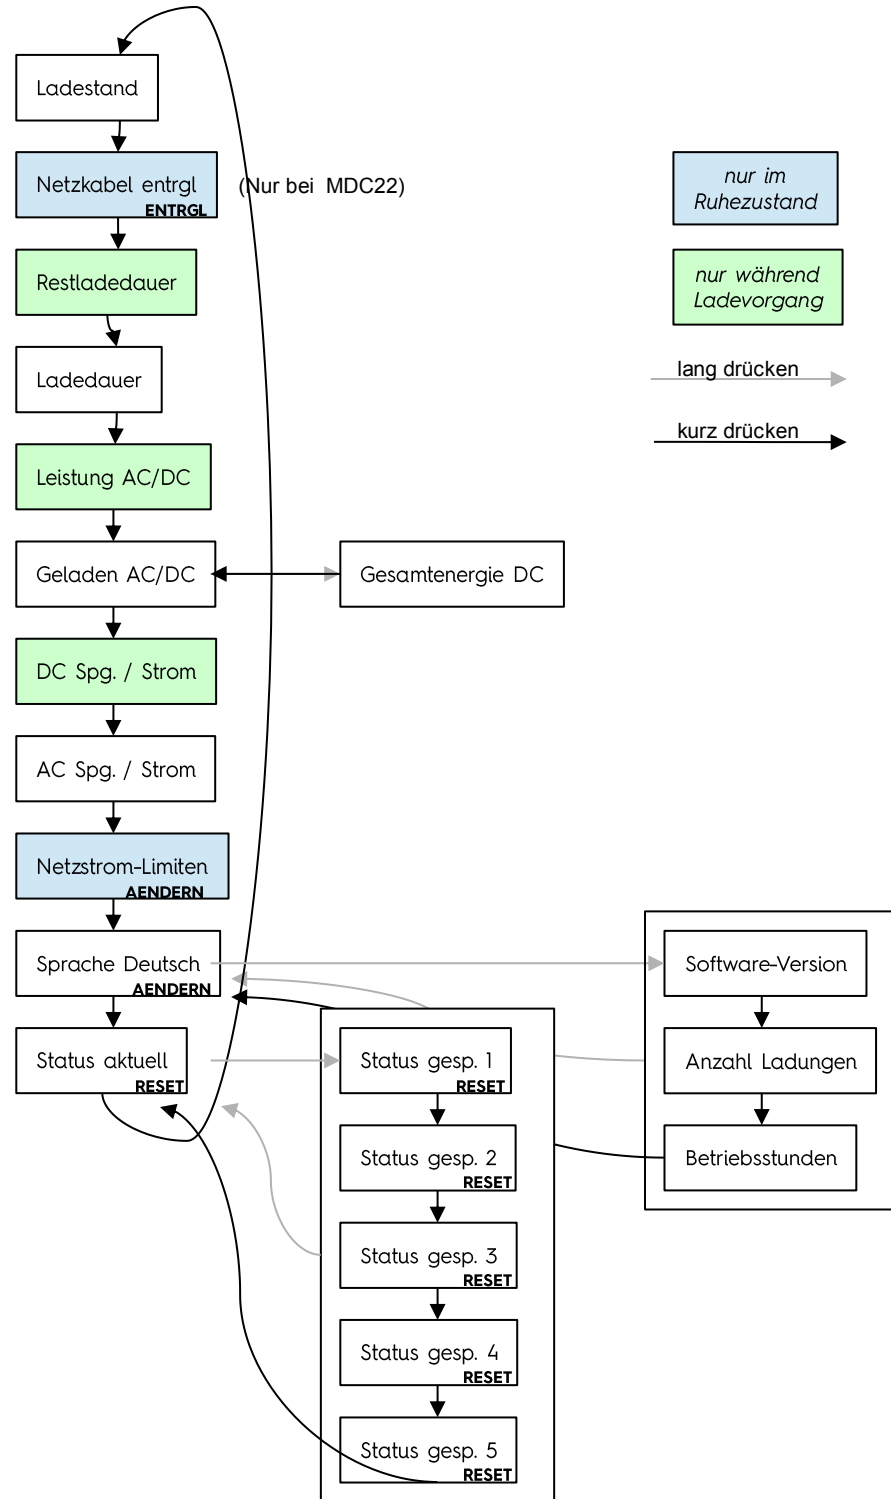 Ladestand
Netzkabel entrgl
ENTRGL
(Nur bei MDC22)
Restladedauer
Ladedauer
Leistung AC/DC
Geladen AC/DC
Gesamtenergie DC
DC Spg. / Strom
AC Spg. / Strom
Netzstrom-Limiten
AENDERN
Sprache Deutsch
AENDERN
Status aktuell
RESET
nur im
Ruhezustand
nur während
Ladevorgang
lang drücken
kurz drücken
Status gesp. 1
RESET
Status gesp. 2
RESET
Status gesp. 3
RESET
Status gesp. 4
RESET
Status gesp. 5
RESET
Software-Version
Anzahl Ladungen
Betriebsstunden